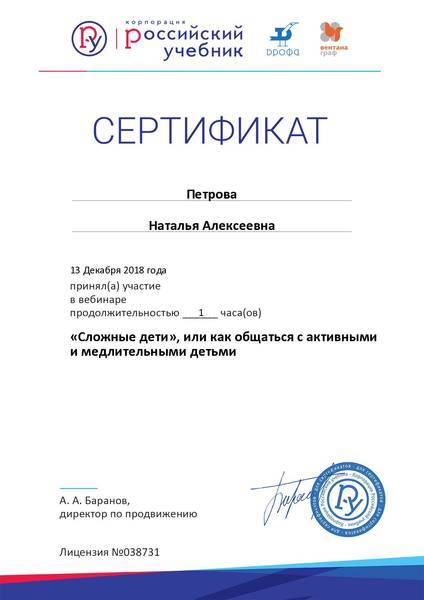 корпорация
российский
учебник
дрофа
вентана
граф
СЕРТИФИКАТ
Петрова
Наталья Алексеевна
13 Декабря 2018 года
принял(а) участие
в вебинаре
продолжительностью 1 часа(ов)
«Сложные дети», или как общаться с активными
и медлительными детьми
А. А. Баранов,
директор по продвижению
Лицензия №038731